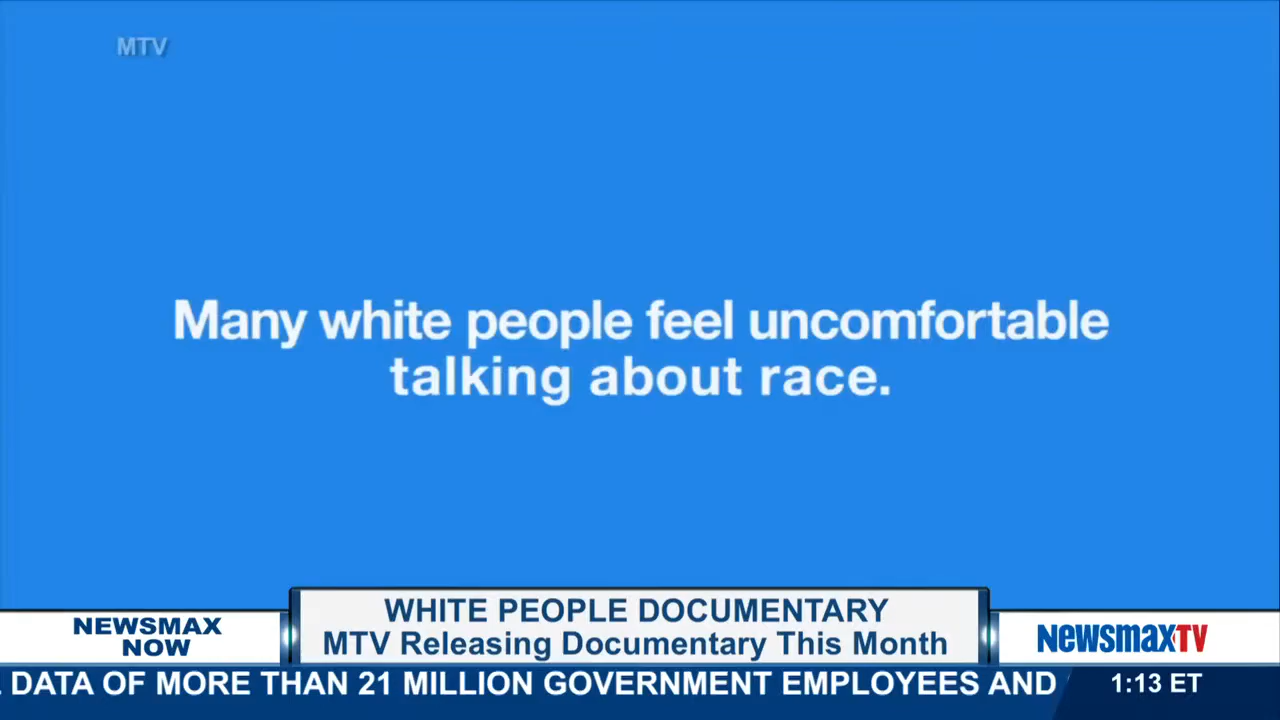 MTV
Many white people feel uncomfortable
talking about race.
WHITE PEOPLE DOCUMENTARY
MTV Releasing Documentary This Month
NEWSMAX
NOW
NEWSMAXTV
DATA OF MORE THAN 21 MILLION GOVERNMENT EMPLOYEES AND
1:13 ET